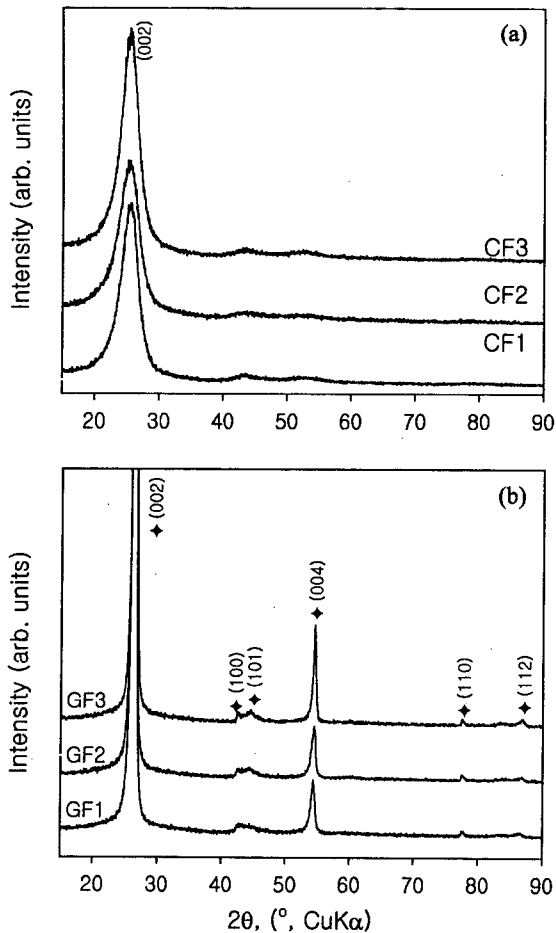 (a)
(002)
Intensity (arb. units)
CF3
CF2
CF1
20 30 40 50 60 70 80 90
(b)
(002)
(004)
(100)
(101)
(110)
(112)
Intensity (arb. units)
GF3
GF2
GF1
20 30 40 50 60 70 80 90
2θ, (°, CuKα)